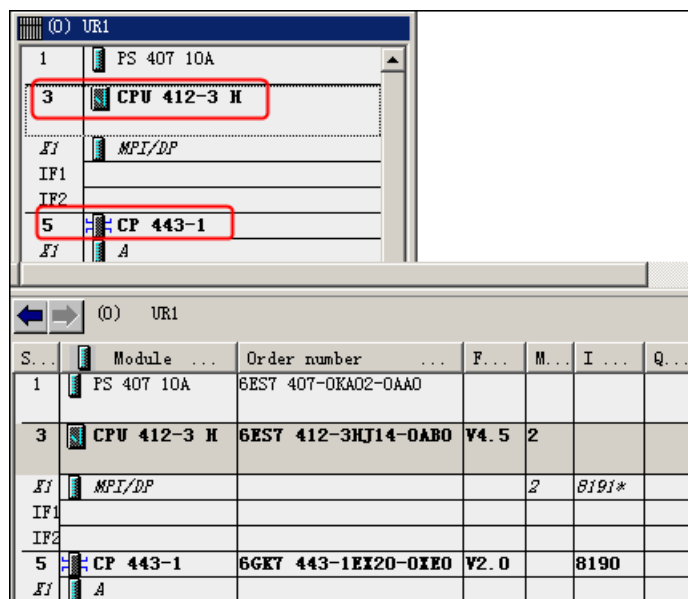 (0) UR1
1 PS 407 10A
3 CPU 412-3 H
X1 MPI/DP
IF1
IF2
5 CP 443-1
X1 A
(0) UR1
S... Module ... Order number ... F... M... I ... Q...
1 PS 407 10A 6ES7 407-0KA02-0AA0
3 CPU 412-3 H 6ES7 412-3HJ14-0AB0 V4.5 2
X1 MPI/DP 2 8191*
IF1
IF2
5 CP 443-1 6GK7 443-1EX20-0XE0 V2.0 8190
X1 A